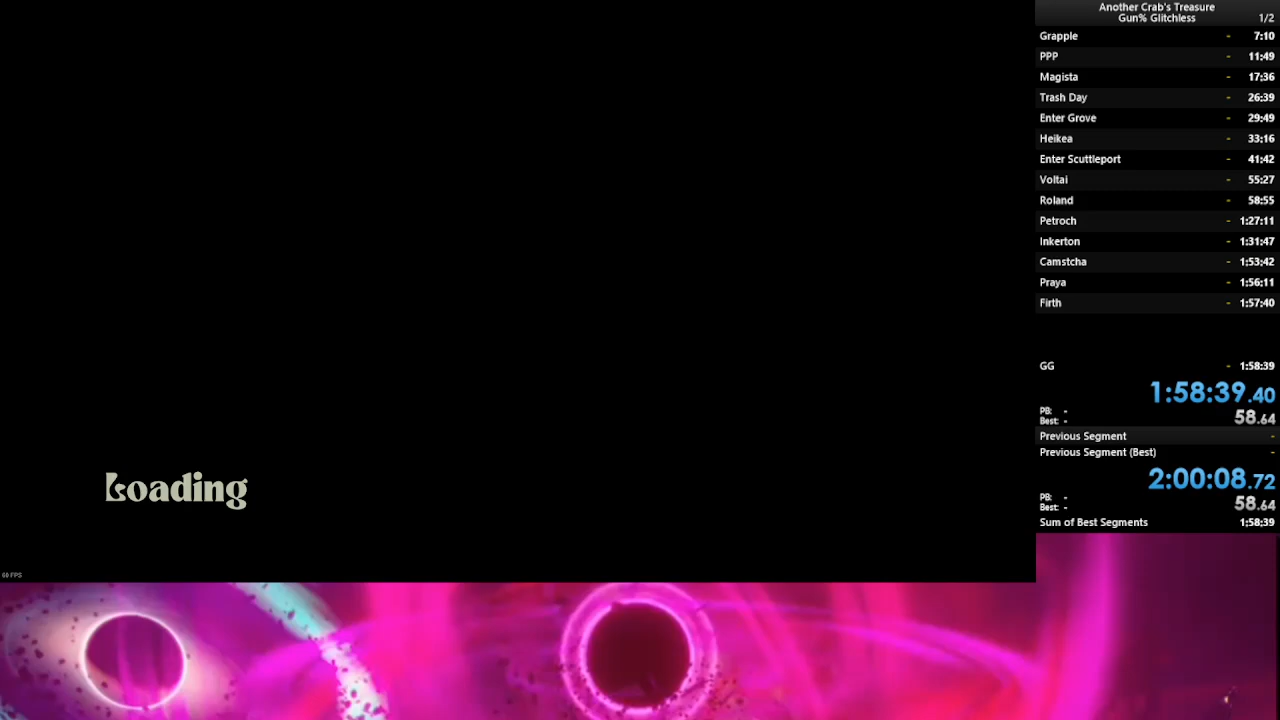 Another Crab's Treasure
Gun% Glitchless 1/2
Grapple - 7:10
PPP - 11:49
Magista - 17:36
Trash Day - 26:39
Enter Grove - 29:49
Heikea - 33:16
Enter Scuttleport - 41:42
Voltai - 55:27
Roland - 58:55
Petroch - 1:27:11
Inkerton - 1:31:47
Camstcha - 1:53:42
Praya - 1:56:11
Firth - 1:57:40
GG - 1:58:39
1:58:39.40
PB: -
Best: - 58.64
Previous Segment -
Previous Segment (Best) -
2:00:08.72
PB: -
Best: - 58.64
Sum of Best Segments 1:58:39
Loading
60 FPS